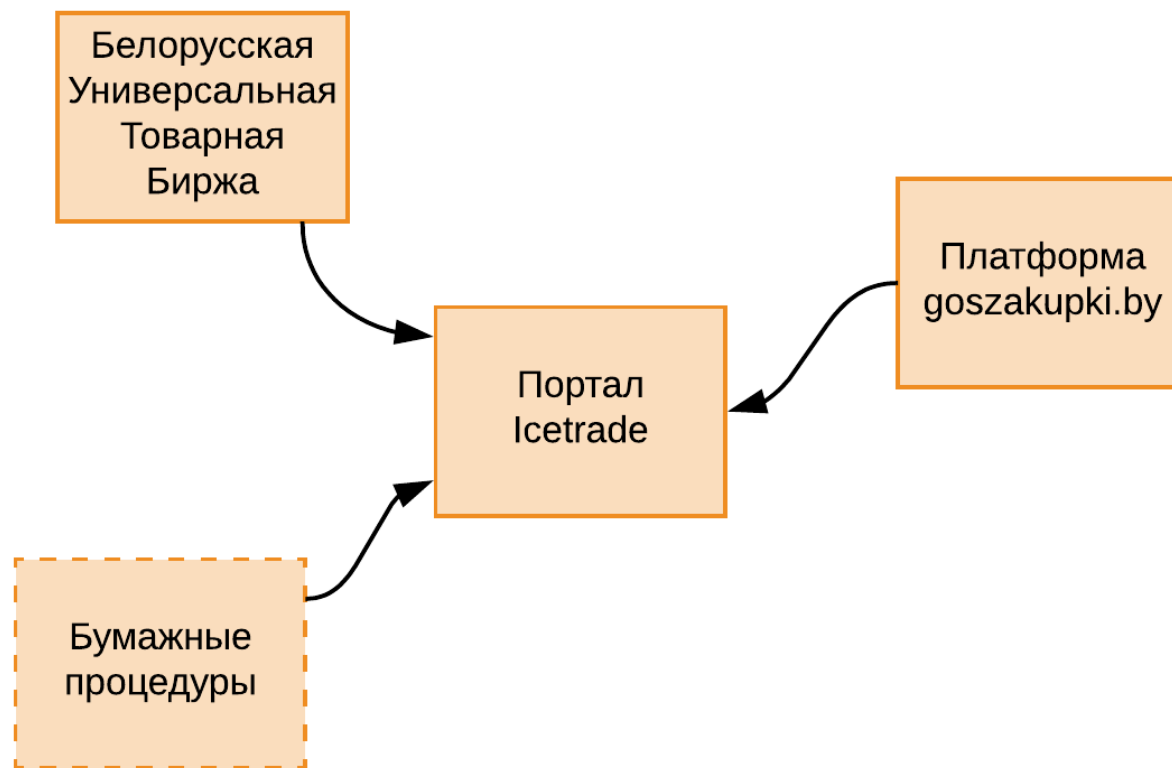 Белорусская
Универсальная
Товарная
Биржа
Платформа
goszakupki.by
Портал
Icetrade
Бумажные
процедуры